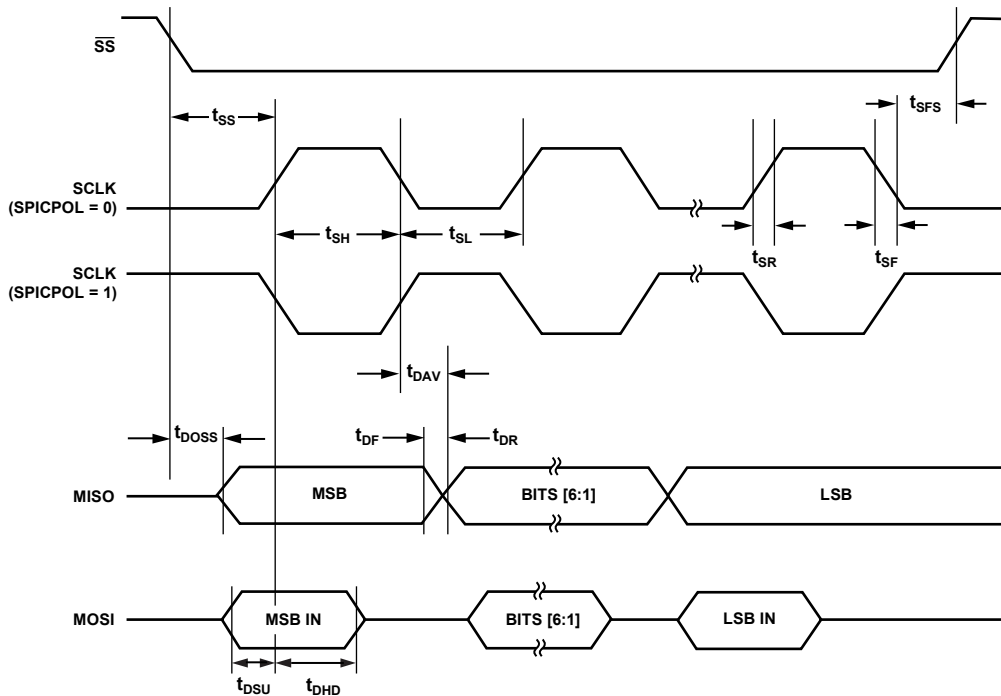 SS
tSS
tSFS
SCLK
(SPICPOL = 0)
tSH
tSL
tSR
tSF
SCLK
(SPICPOL = 1)
tDAV
tDOSS
tDF
tDR
MISO
MSB
BITS [6:1]
LSB
MOSI
MSB IN
BITS [6:1]
LSB IN
tDSU
tDHD